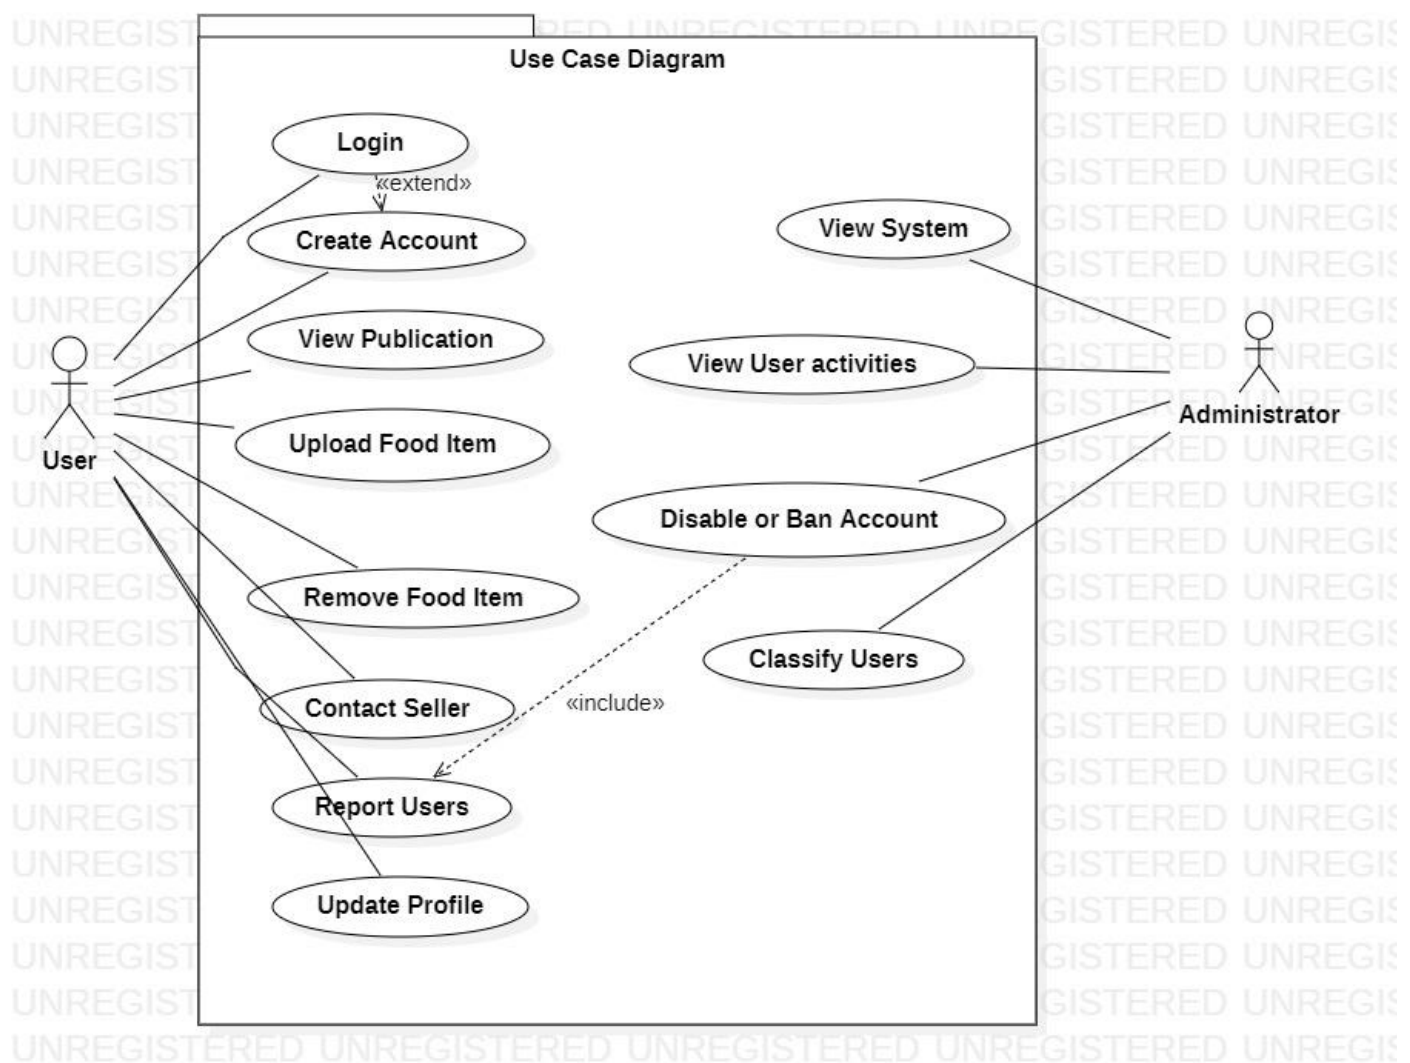 Use Case Diagram
Login
«extend»
Create Account
View System
View Publication
View User activities
User
Administrator
Upload Food Item
Disable or Ban Account
Remove Food Item
Classify Users
Contact Seller
«include»
Report Users
Update Profile
UNREGISTERED